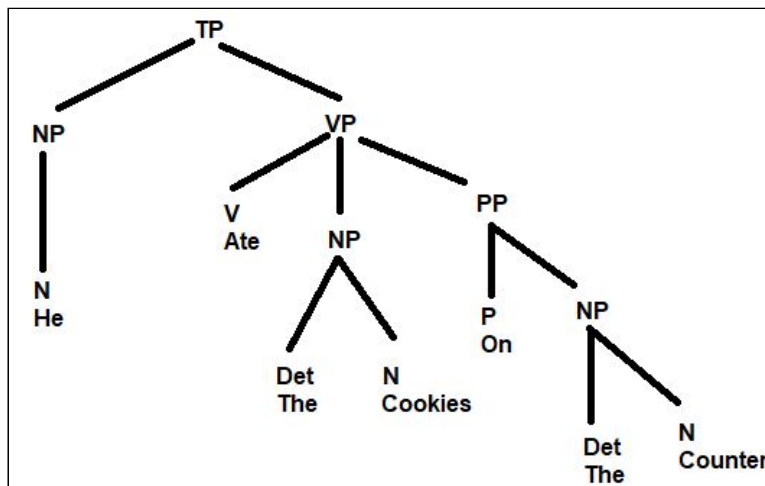 TP
NP
VP
V
Ate
PP
NP
N
He
P
On
NP
Det
The
N
Cookies
Det
The
N
Counter